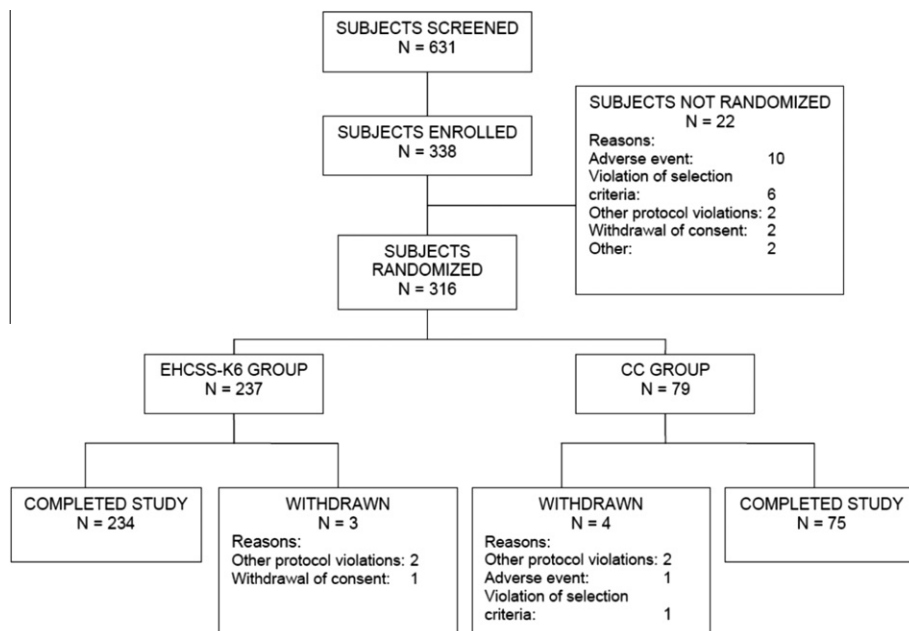 SUBJECTS SCREENED
N = 631
SUBJECTS ENROLLED
N = 338
SUBJECTS NOT RANDOMIZED
N = 22
Reasons:
Adverse event: 10
Violation of selection
criteria: 6
Other protocol violations: 2
Withdrawal of consent: 2
Other: 2
SUBJECTS
RANDOMIZED
N = 316
EHCSS-K6 GROUP
N = 237
CC GROUP
N = 79
COMPLETED STUDY
N = 234
WITHDRAWN
N = 3
Reasons:
Other protocol violations: 2
Withdrawal of consent: 1
WITHDRAWN
N = 4
Reasons:
Other protocol violations: 2
Adverse event: 1
Violation of selection
criteria: 1
COMPLETED STUDY
N = 75